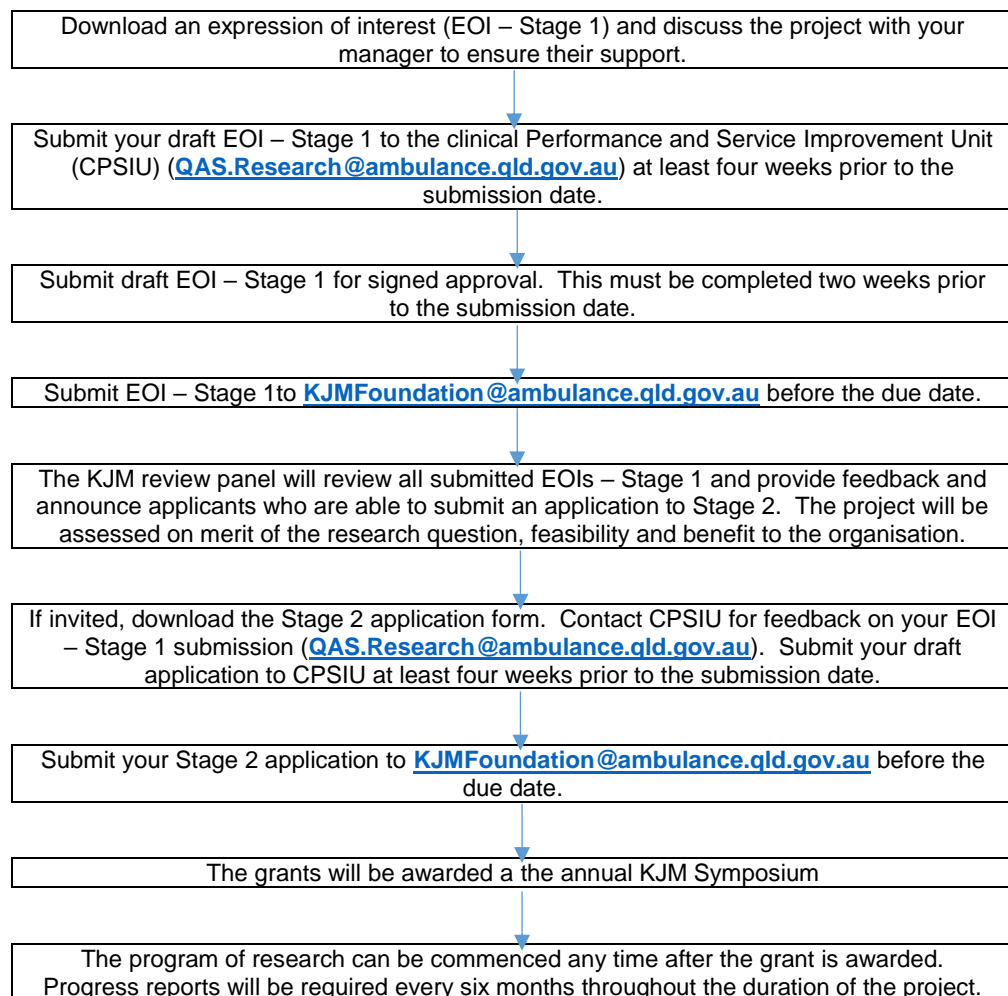 Download an expression of interest (EOI – Stage 1) and discuss the project with your
manager to ensure their support.
Submit your draft EOI – Stage 1 to the clinical Performance and Service Improvement Unit
(CPSIU) (QAS.Research@ambulance.qld.gov.au) at least four weeks prior to the
submission date.
Submit draft EOI – Stage 1 for signed approval.  This must be completed two weeks prior
to the submission date.
Submit EOI – Stage 1to KJMFoundation@ambulance.qld.gov.au before the due date.
The KJM review panel will review all submitted EOIs – Stage 1 and provide feedback and
announce applicants who are able to submit an application to Stage 2.  The project will be
assessed on merit of the research question, feasibility and benefit to the organisation.
If invited, download the Stage 2 application form.  Contact CPSIU for feedback on your EOI
– Stage 1 submission (QAS.Research@ambulance.qld.gov.au).  Submit your draft
application to CPSIU at least four weeks prior to the submission date.
Submit your Stage 2 application to KJMFoundation@ambulance.qld.gov.au before the
due date.
The grants will be awarded a the annual KJM Symposium
The program of research can be commenced any time after the grant is awarded.
Progress reports will be required every six months throughout the duration of the project.